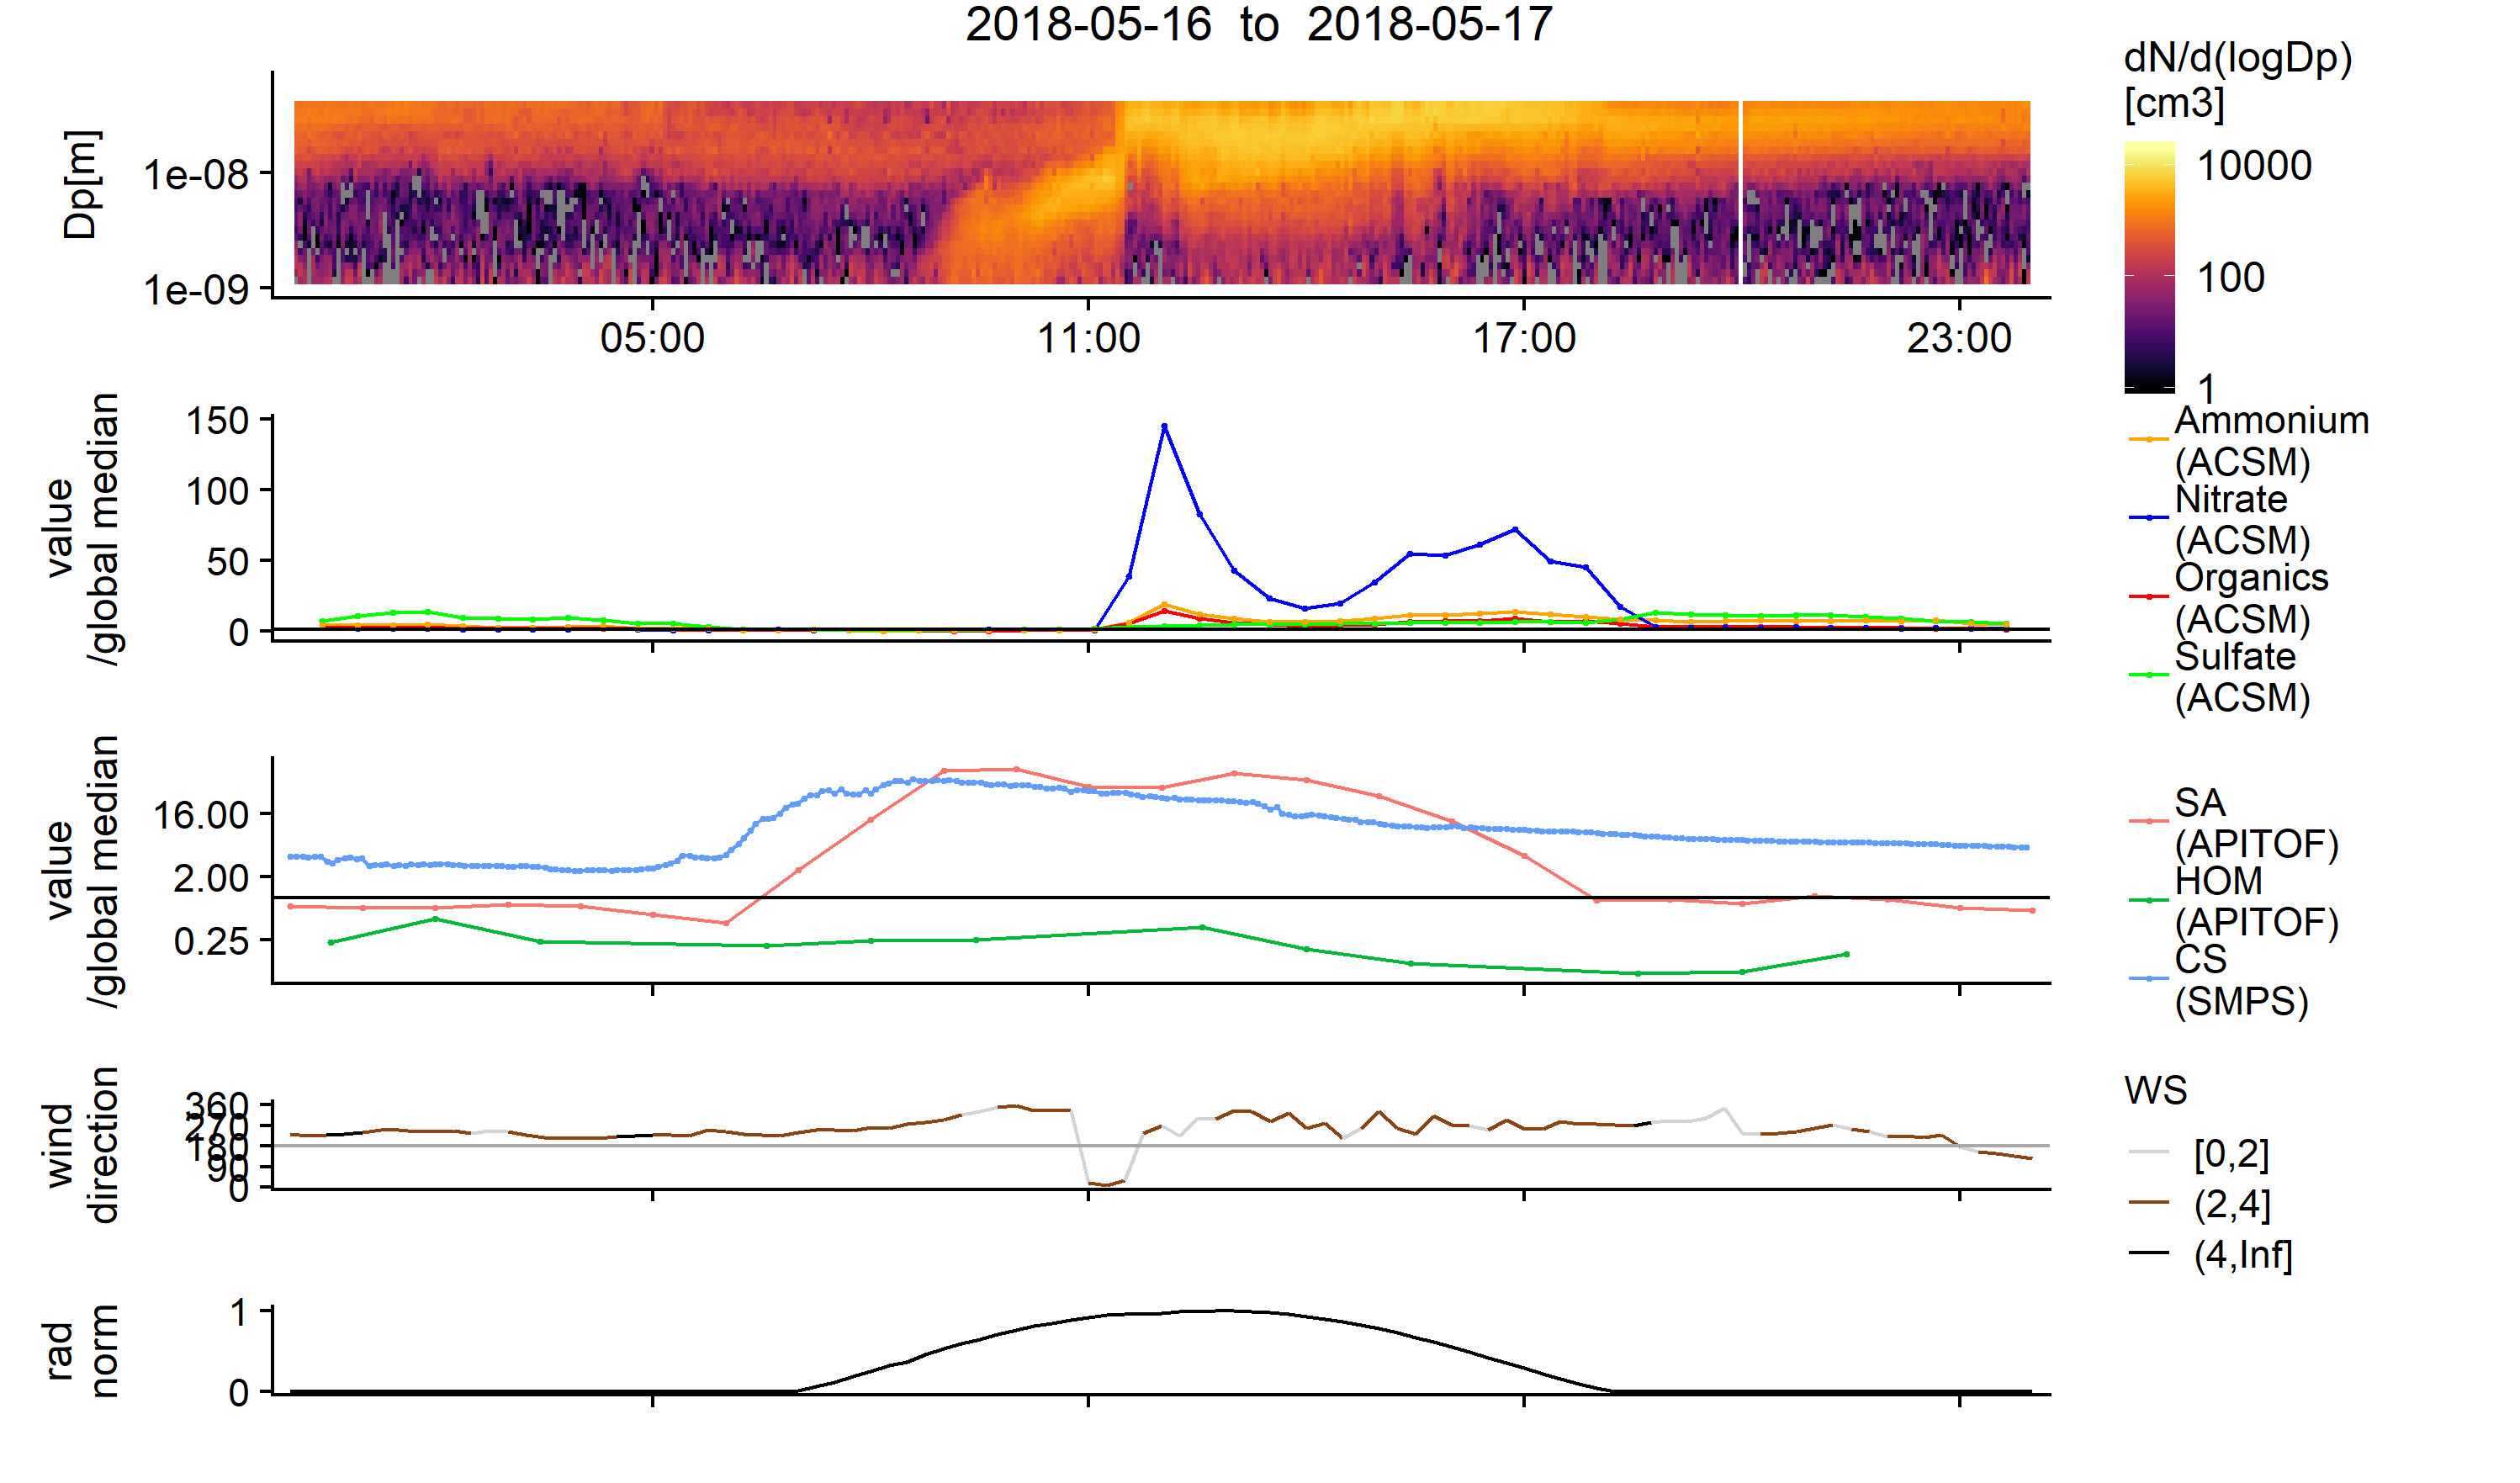 2018-05-16 to 2018-05-17
Dp[m]
1e-08
1e-09
05:00
11:00
17:00
23:00
dN/d(logDp)
[cm3]
10000
100
1
value
/global median
150
100
50
0
Ammonium
(ACSM)
Nitrate
(ACSM)
Organics
(ACSM)
Sulfate
(ACSM)
value
/global median
16.00
2.00
0.25
SA
(APITOF)
HOM
(APITOF)
CS
(SMPS)
wind
direction
360
270
180
90
0
WS
[0,2]
(2,4]
(4,Inf]
rad
norm
1
0